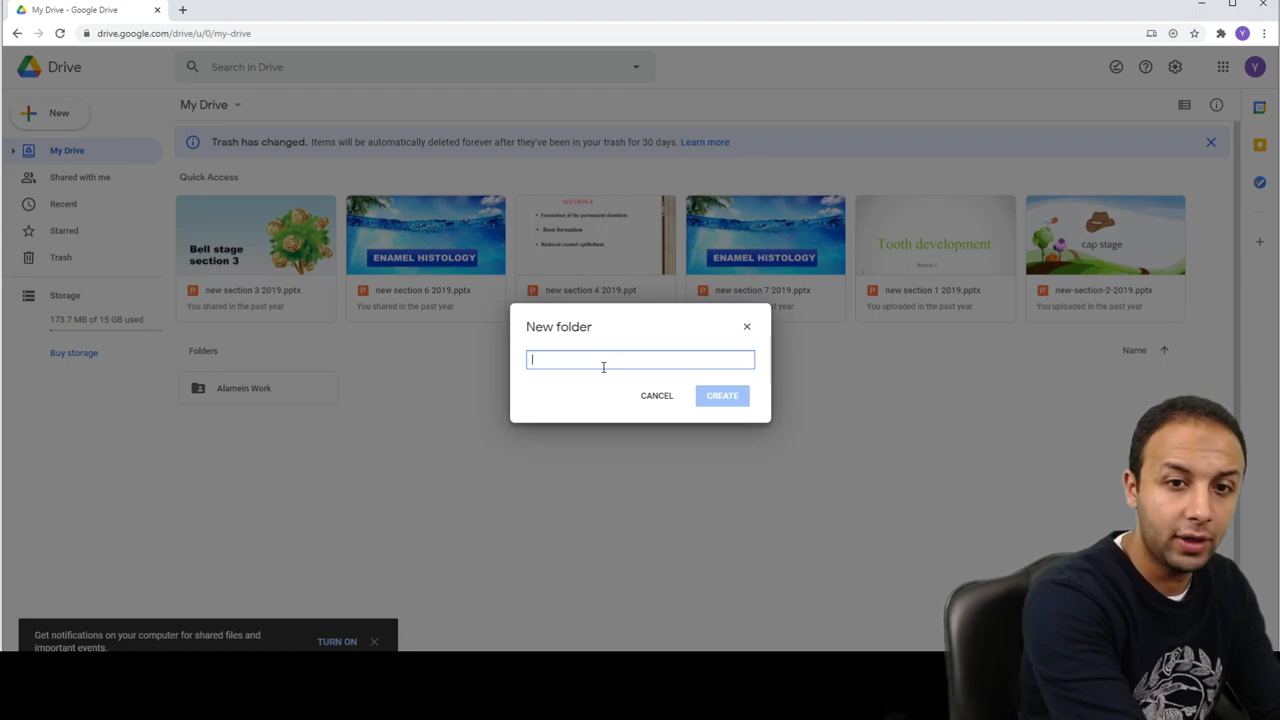 My Drive - Google Drive
drive.google.com/drive/u/0/my-drive
Y
Drive
Search in Drive
Y
New
My Drive
Trash has changed. Items will be automatically deleted forever after they've been in your trash for 30 days. Learn more
My Drive
Shared with me
Recent
Starred
Trash
Storage
173.7 MB of 15 GB used
Buy storage
Quick Access
Bell stage
section 3
ENAMEL HISTOLOGY
SECTION 4
Formation of the permanent dentition
Root formation
Reduced enamel epithelium
ENAMEL HISTOLOGY
Tooth development
Section 1
cap stage
new section 3 2019.pptx
You shared in the past year
new section 6 2019.pptx
You shared in the past year
new section 4 2019.ppt
new section 7 2019.pptx
new section 1 2019.pptx
You uploaded in the past year
new-section-2-2019.pptx
You uploaded in the past year
Folders
Name
Alamein Work
New folder
CANCEL
CREATE
Get notifications on your computer for shared files and
important events.
TURN ON